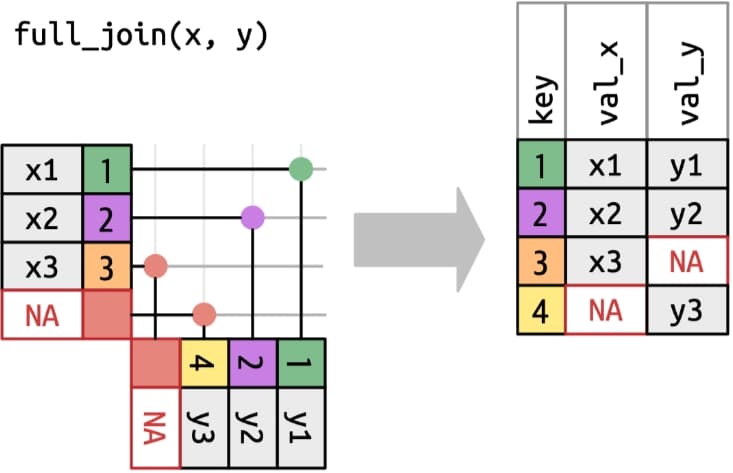 full_join(x, y)
x1 1
x2 2
x3 3
NA
4 2 1
NA y3 y2 y1
key val_x val_y
1 x1 y1
2 x2 y2
3 x3 NA
4 NA y3